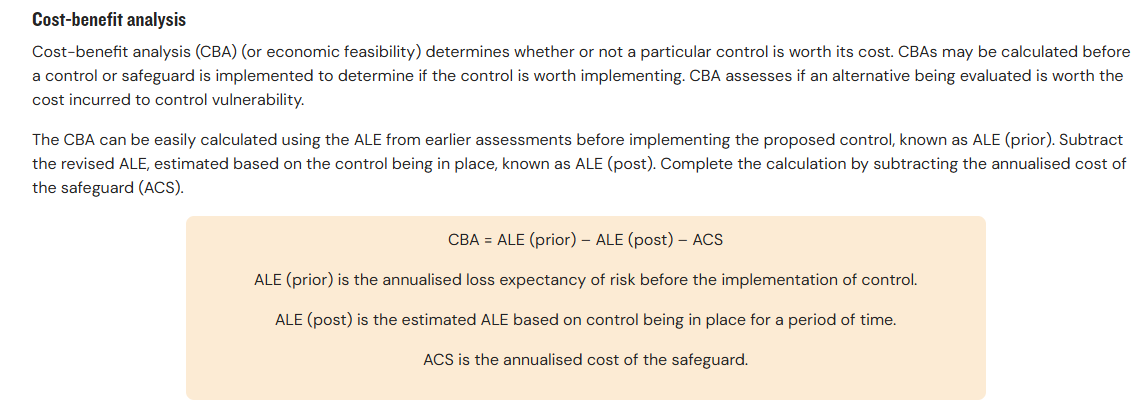 Cost-benefit analysis
Cost-benefit analysis (CBA) (or economic feasibility) determines whether or not a particular control is worth its cost. CBAs may be calculated before
a control or safeguard is implemented to determine if the control is worth implementing. CBA assesses if an alternative being evaluated is worth the
cost incurred to control vulnerability.
The CBA can be easily calculated using the ALE from earlier assessments before implementing the proposed control, known as ALE (prior). Subtract
the revised ALE, estimated based on the control being in place, known as ALE (post). Complete the calculation by subtracting the annualised cost of
the safeguard (ACS).
CBA = ALE (prior) – ALE (post) – ACS
ALE (prior) is the annualised loss expectancy of risk before the implementation of control.
ALE (post) is the estimated ALE based on control being in place for a period of time.
ACS is the annualised cost of the safeguard.